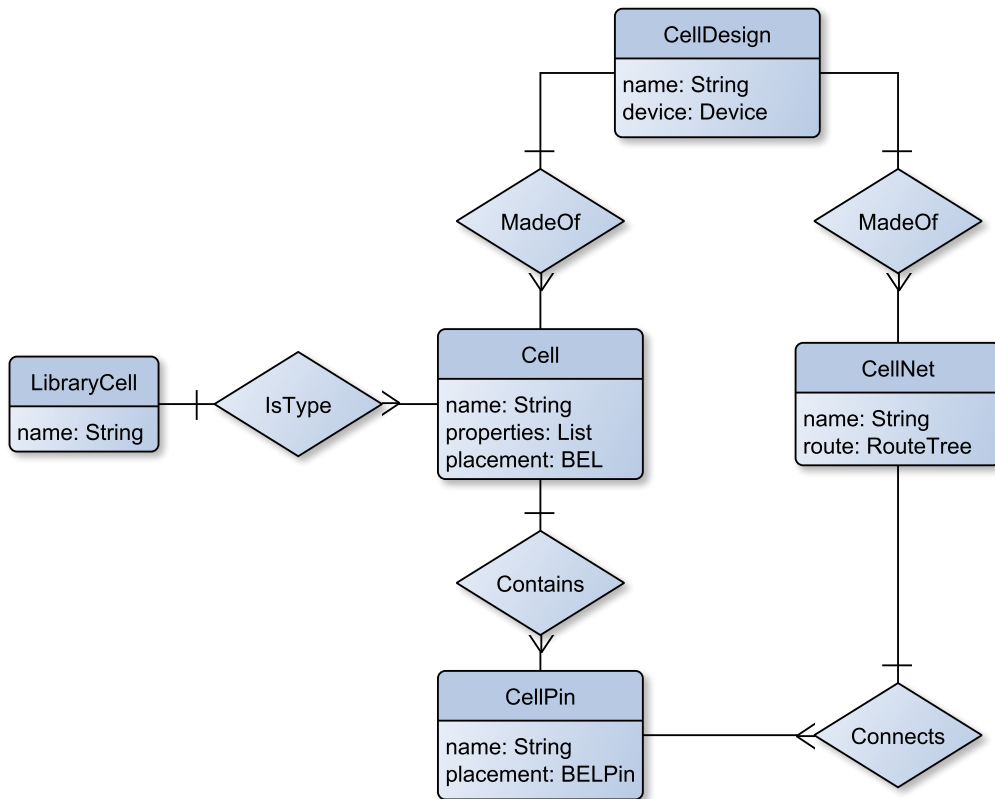 CellDesign
name: String
device: Device
MadeOf
MadeOf
LibraryCell
name: String
IsType
Cell
name: String
properties: List
placement: BEL
CellNet
name: String
route: RouteTree
Contains
CellPin
name: String
placement: BELPin
Connects